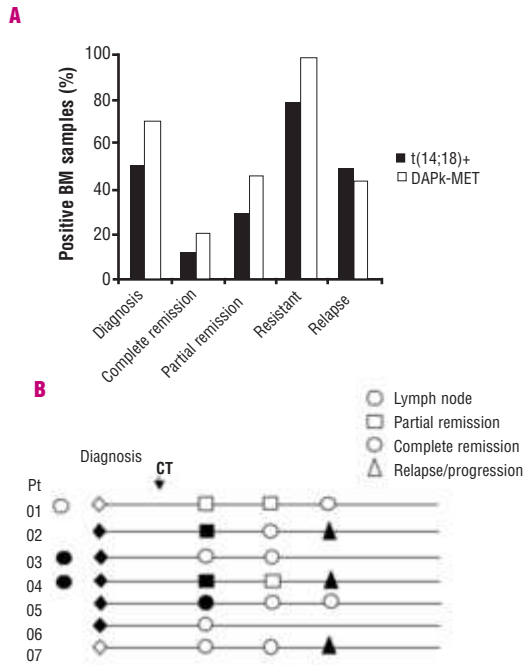 A
Positive BM samples (%)
100
80
60
40
20
0
t(14;18)+
DAPk-MET
Diagnosis
Complete remission
Partial remission
Resistant
Relapse
B
Lymph node
Partial remission
Complete remission
Relapse/progression
Diagnosis
CT
Pt
01
02
03
04
05
06
07